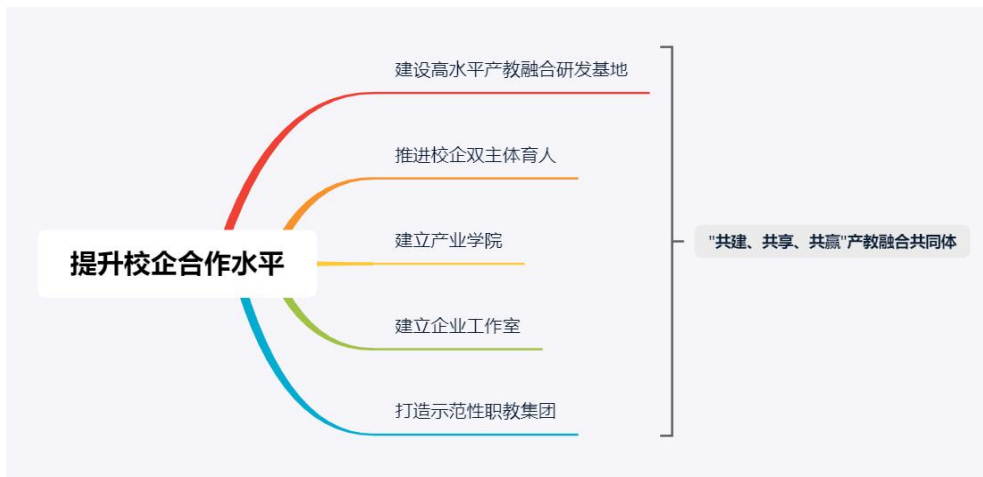 建设高水平产教融合研发基地
推进校企双主体育人
建立产业学院
提升校企合作水平
"共建、共享、共赢"产教融合共同体
建立企业工作室
打造示范性职教集团